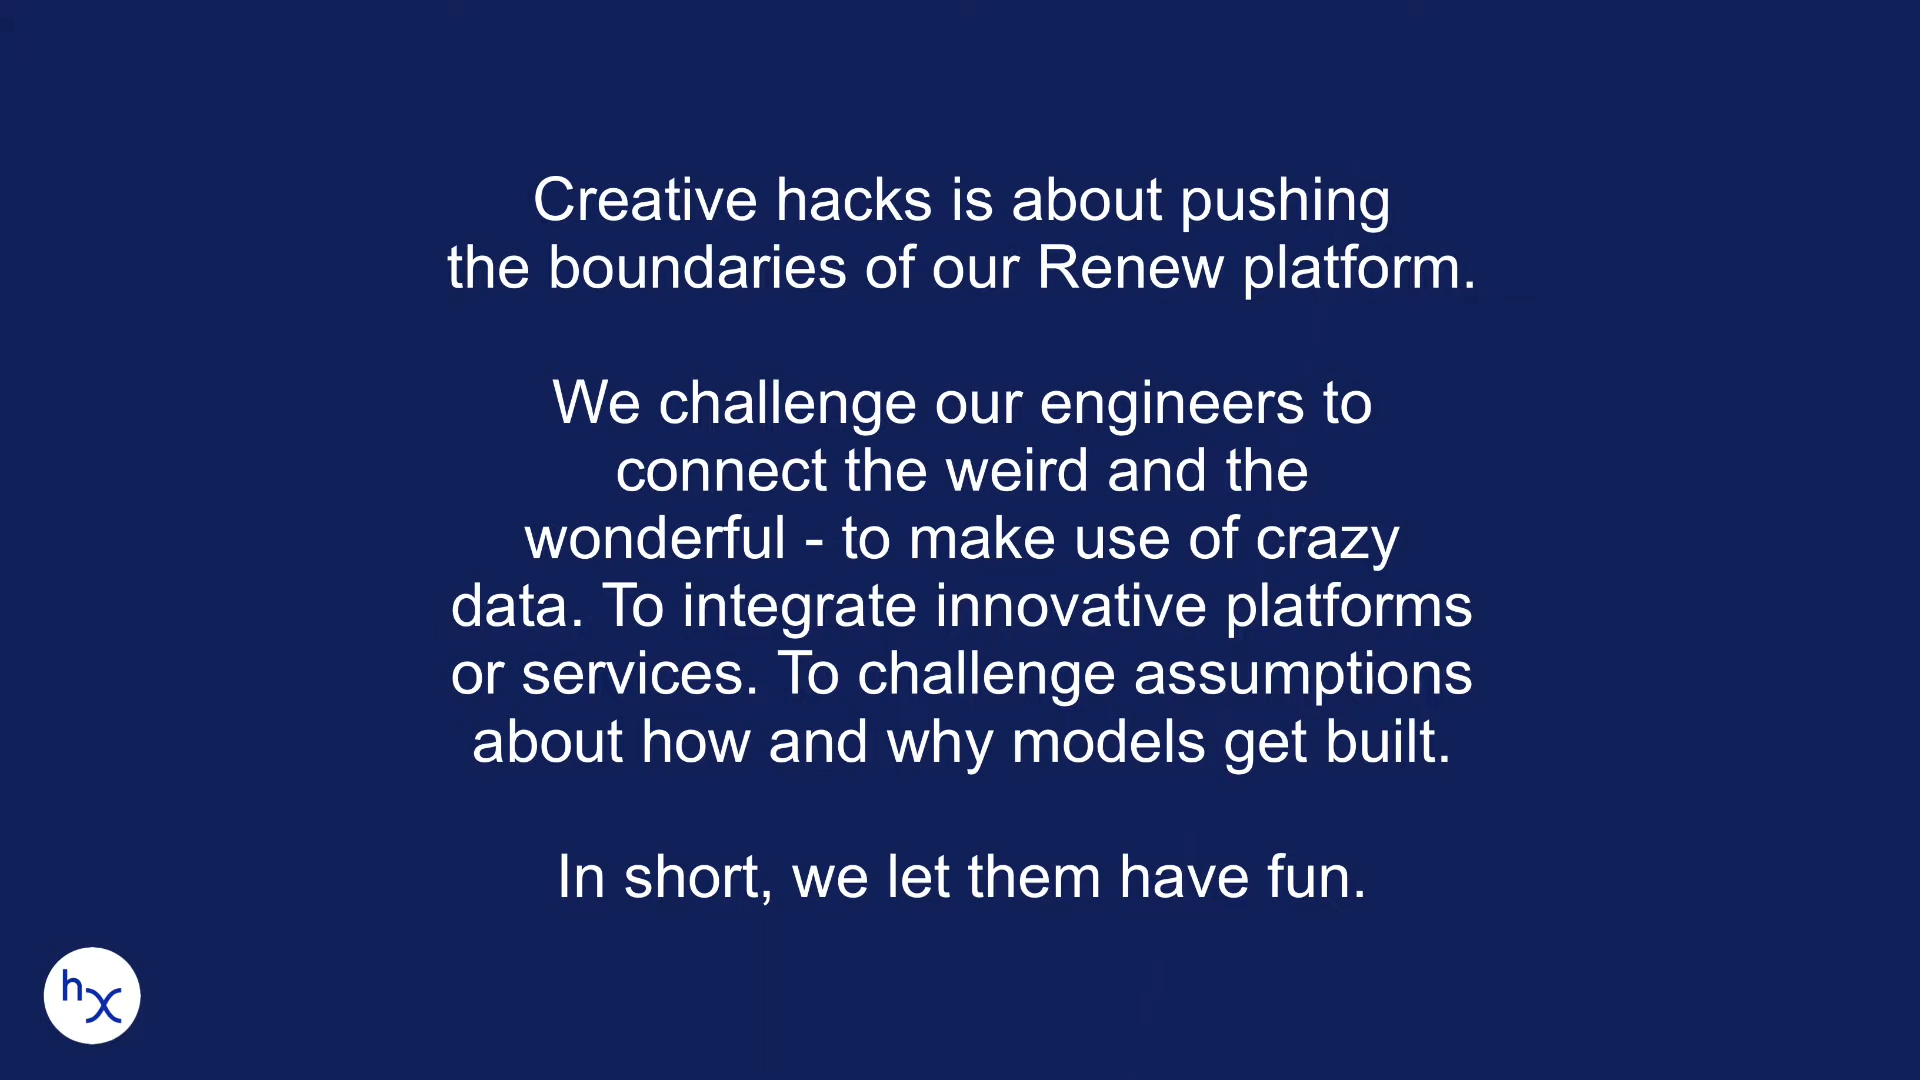 Creative hacks is about pushing
the boundaries of our Renew platform.
We challenge our engineers to
connect the weird and the
wonderful - to make use of crazy
data. To integrate innovative platforms
or services. To challenge assumptions
about how and why models get built.
In short, we let them have fun.
hx